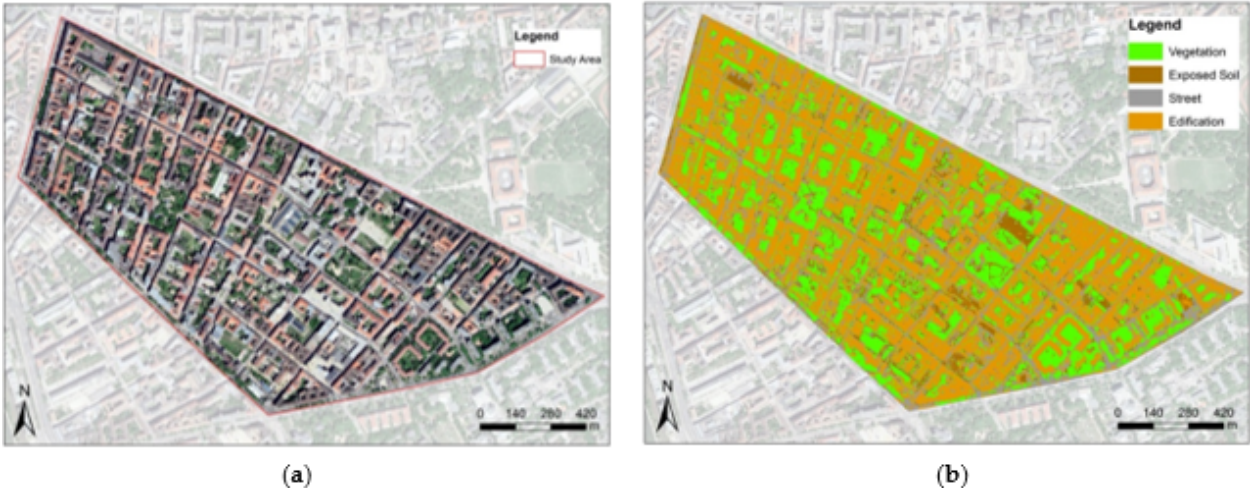 Legend
Study Area
N
0 140 280 420
m
(a)
Legend
Vegetation
Exposed Soil
Street
Edification
N
0 140 280 420
m
(b)